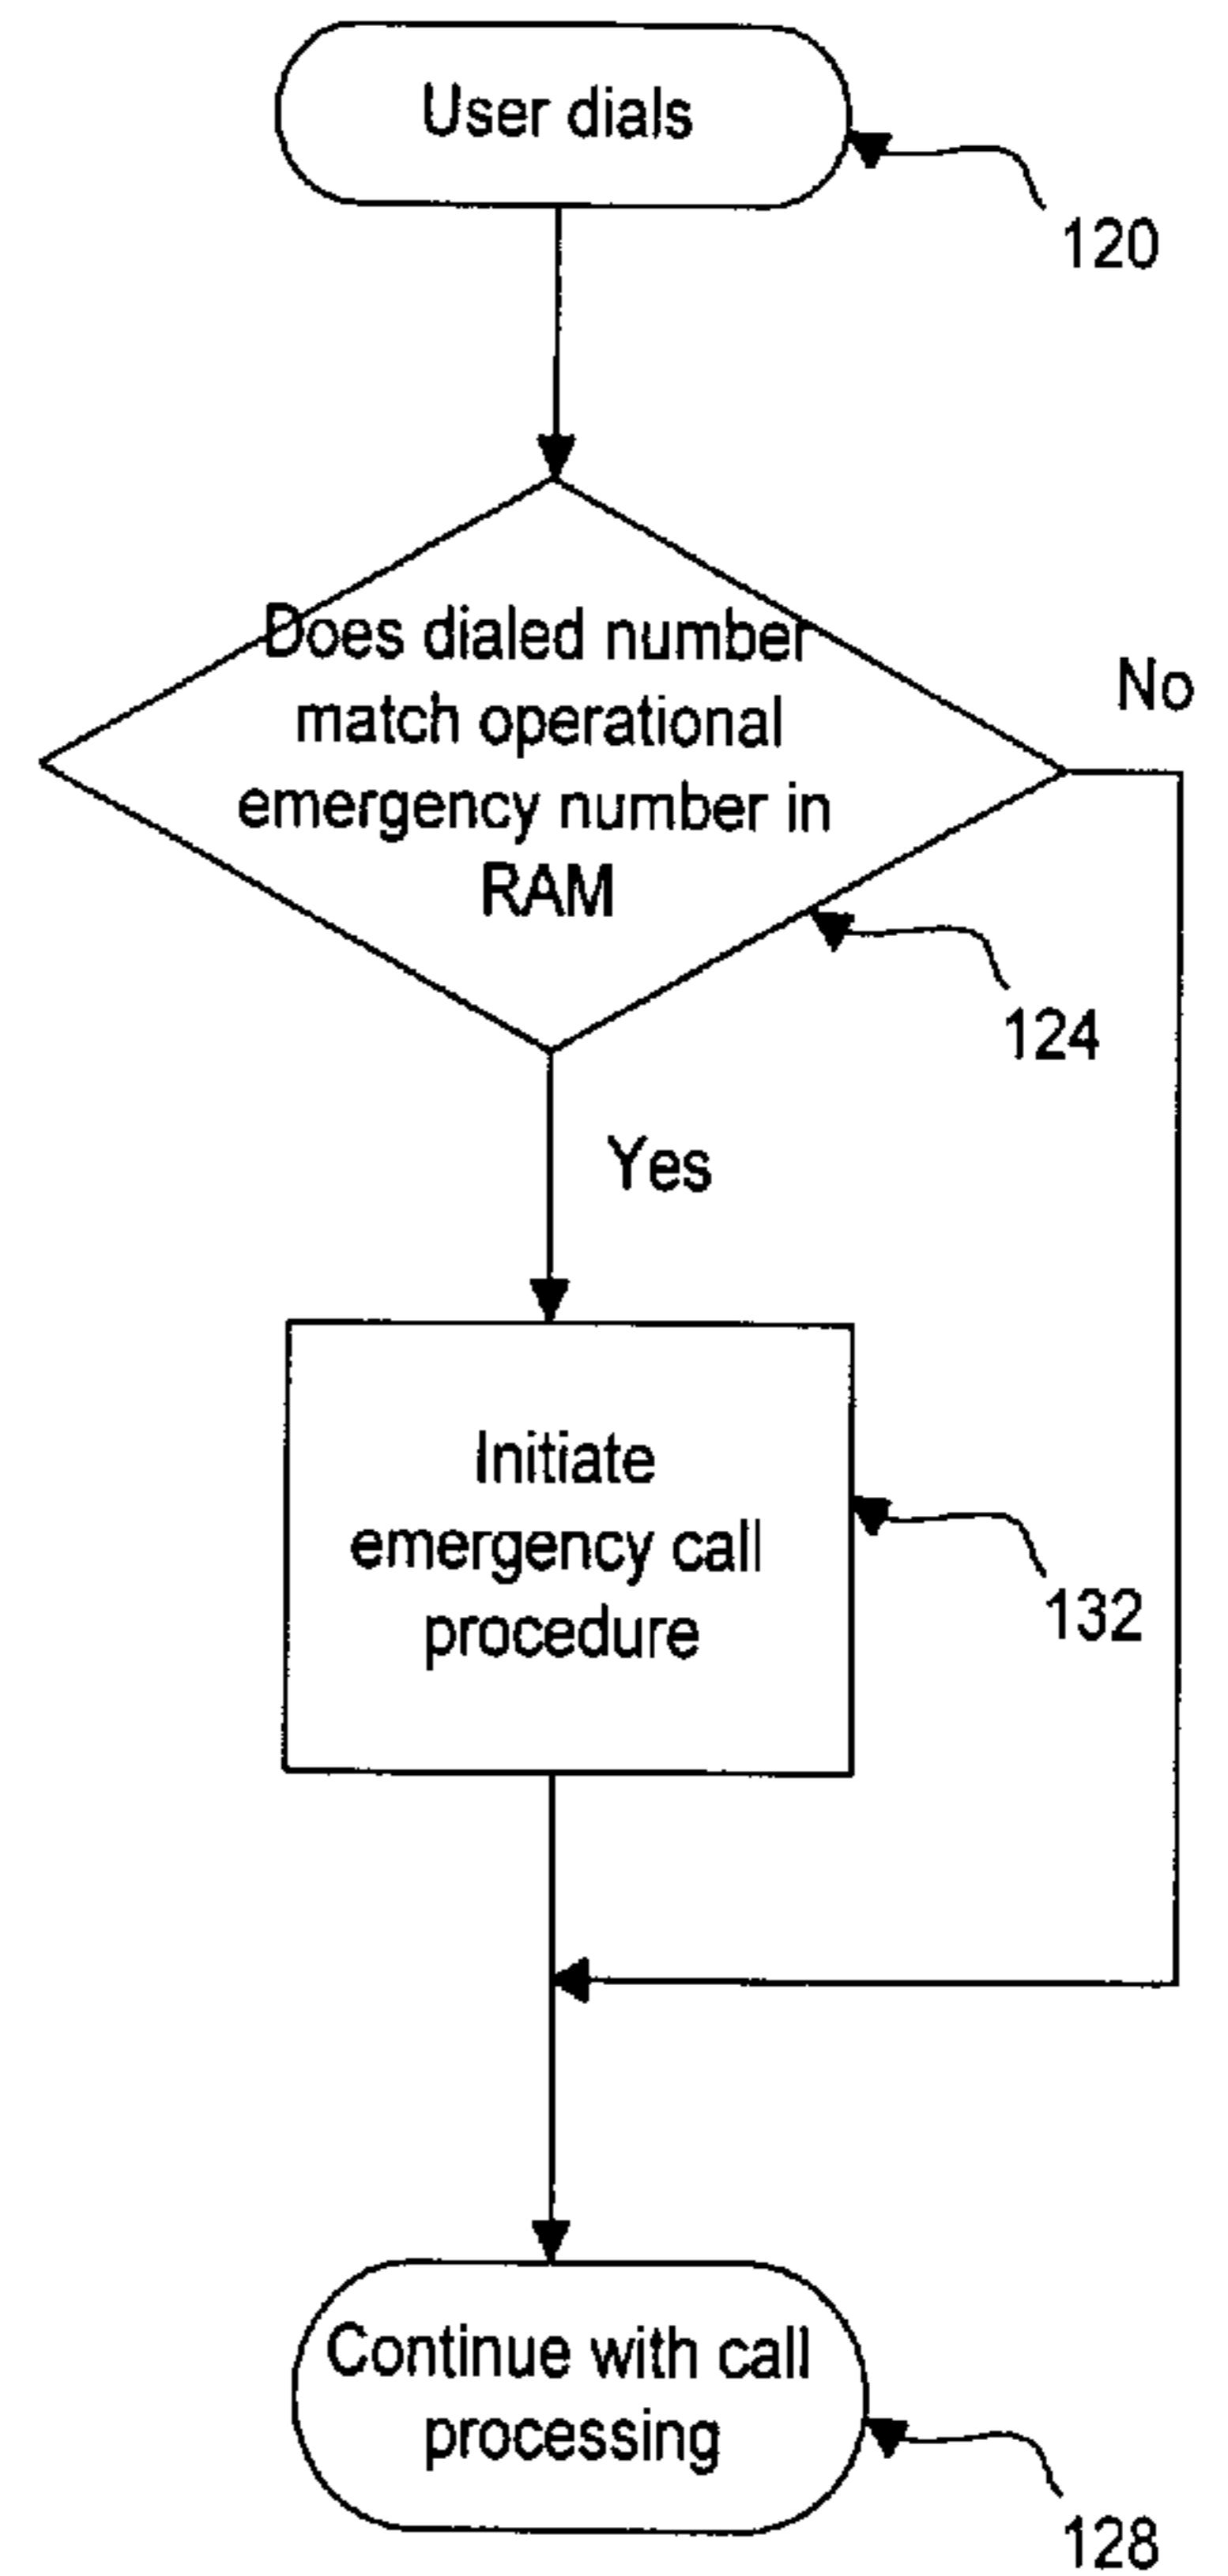 User dials
120
Does dialed number
match operational
emergency number in
RAM
No
124
Yes
Initiate
emergency call
procedure
132
Continue with call
processing
128